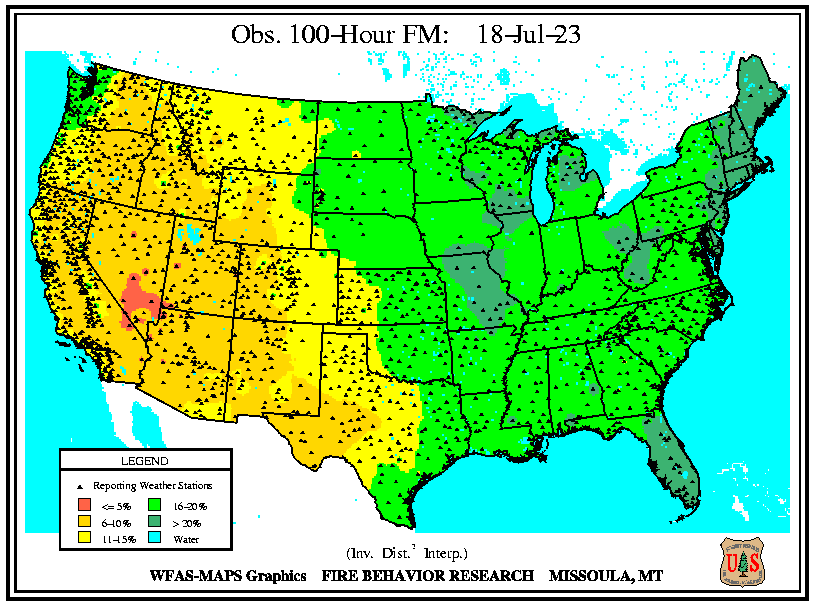 Obs. 100-Hour FM: 18-Jul-23
LEGEND
Reporting Weather Stations
<= 5% 16-20%
6-10% > 20%
11-15% Water
(Inv. Dist.² Interp.)
WFAS-MAPS Graphics FIRE BEHAVIOR RESEARCH MISSOULA, MT
U S